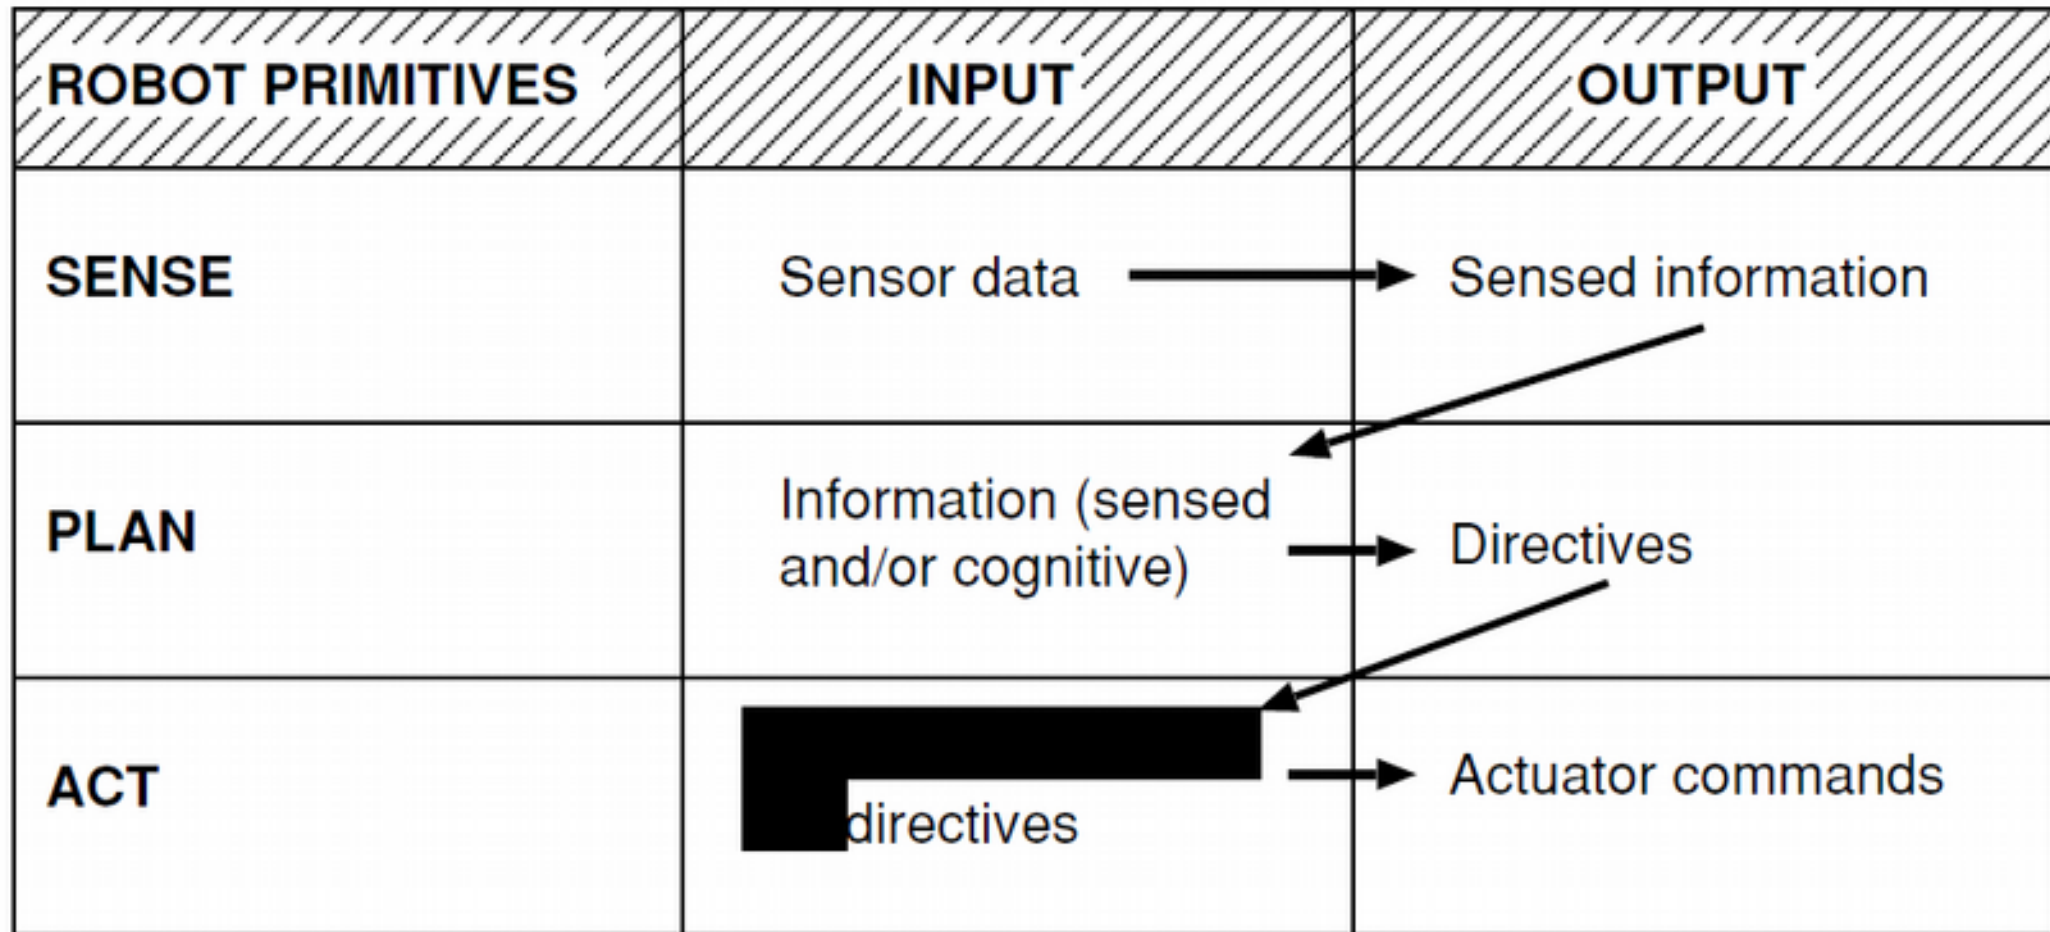 ROBOT PRIMITIVES INPUT OUTPUT
SENSE Sensor data Sensed information
PLAN Information (sensed
and/or cognitive) Directives
ACT Actuator commands
directives